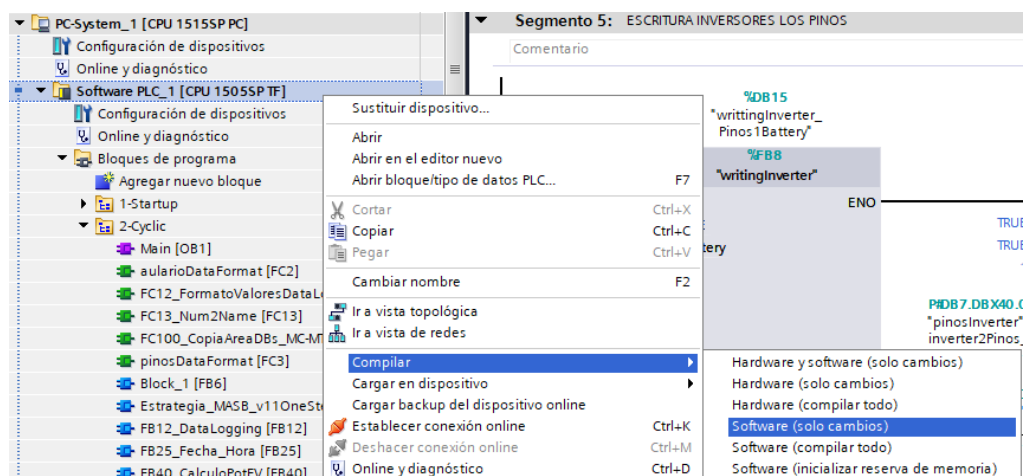 PC-System_1 [CPU 1515SP PC]
Configuración de dispositivos
Online y diagnóstico
Software PLC_1 [CPU 1505SP TF]
Configuración de dispositivos
Online y diagnóstico
Bloques de programa
Agregar nuevo bloque
1-Startup
2-Cyclic
Main [OB1]
aularioDataFormat [FC2]
FC12_FormatoValoresDataLo
FC13_Num2Name [FC13]
FC100_CopiaAreaDBs_MC-MT
pinosDataFormat [FC3]
Block_1 [FB6]
Estrategia_MASB_v11OneSte
FB12_DataLogging [FB12]
FB25_Fecha_Hora [FB25]
FB40_CalculoPotFV [FB40]
Sustituir dispositivo...
Abrir
Abrir en el editor nuevo
Abrir bloque/tipo de datos PLC... F7
Cortar Ctrl+X
Copiar Ctrl+C
Pegar Ctrl+V
Cambiar nombre F2
Ir a vista topológica
Ir a vista de redes
Compilar
Cargar en dispositivo
Cargar backup del dispositivo online
Establecer conexión online Ctrl+K
Deshacer conexión online Ctrl+M
Online y diagnóstico Ctrl+D
Hardware y software (solo cambios)
Hardware (solo cambios)
Hardware (compilar todo)
Software (solo cambios)
Software (compilar todo)
Software (inicializar reserva de memoria)
Segmento 5: ESCRITURA INVERSORES LOS PINOS
Comentario
%DB15
"writtingInverter_
Pinos1Battery"
%FB8
"writingInverter"
ENO
TRUE
TRUE
tery
P#DB7.DBX40.0
"pinosInverter"
inverter2Pinos_